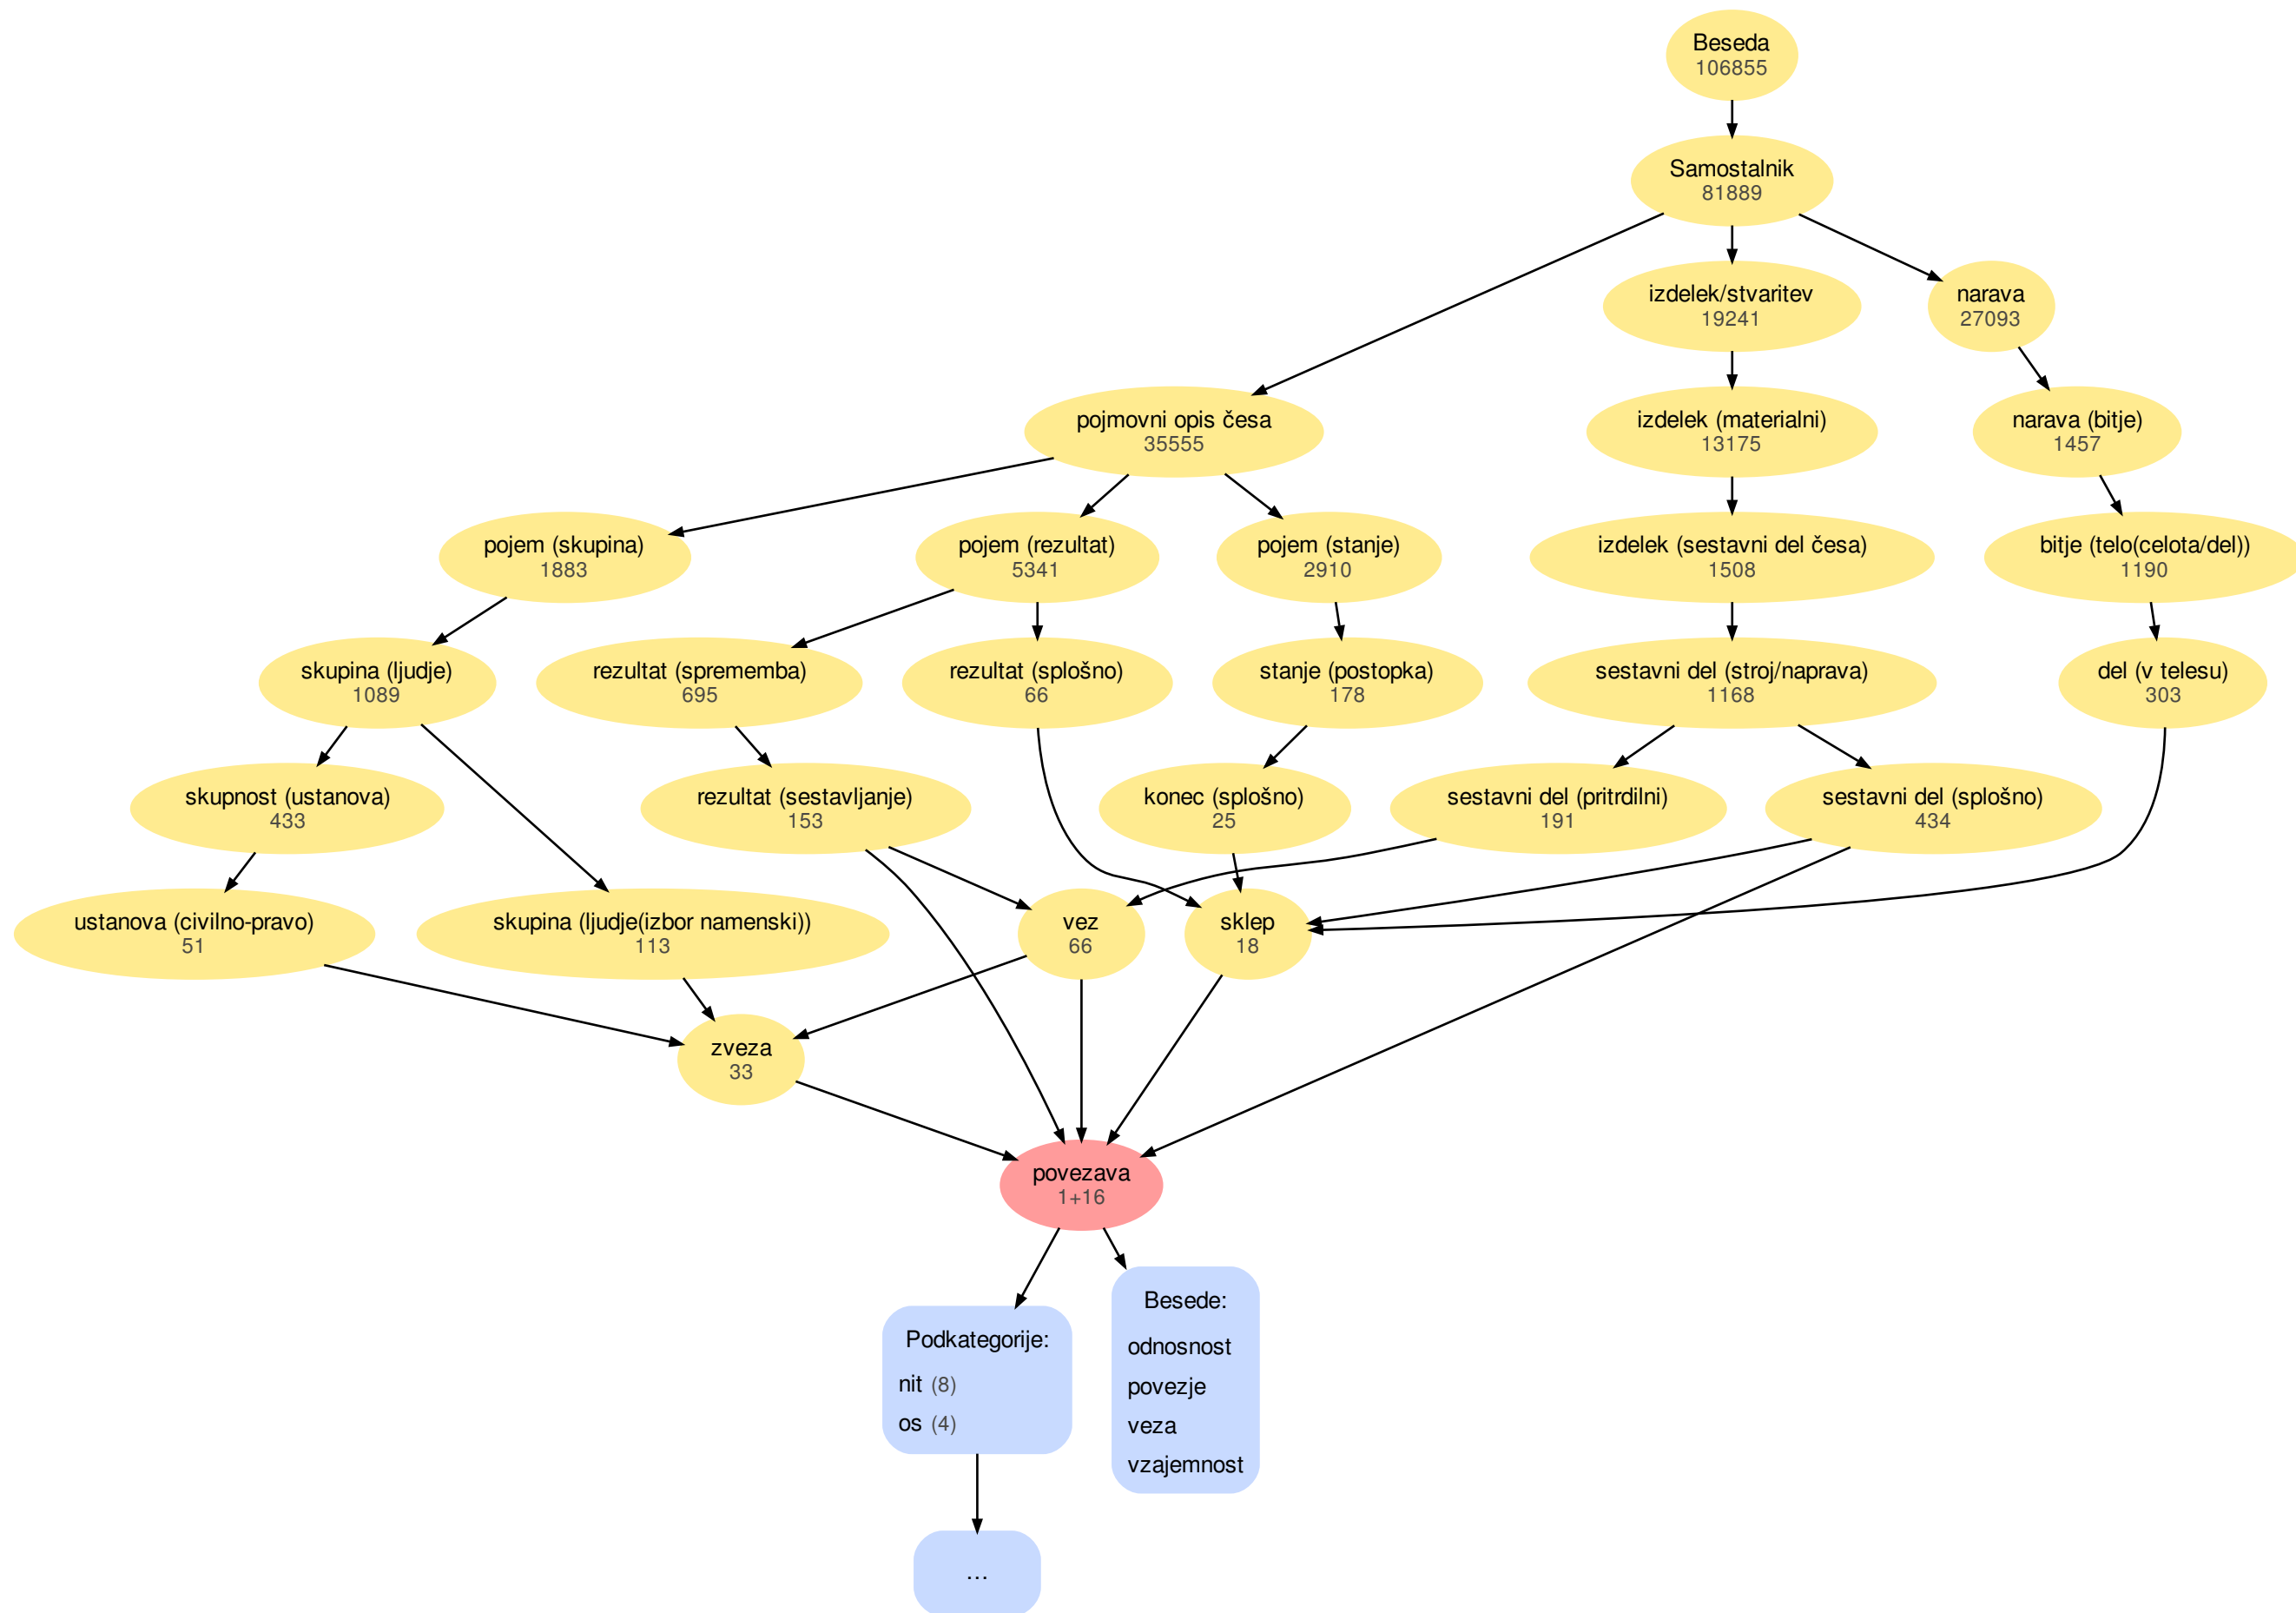 Beseda
106855
Samostalnik
81889
izdelek/stvaritev
19241
narava
27093
pojmovni opis česa
35555
izdelek (materialni)
13175
narava (bitje)
1457
pojem (skupina)
1883
pojem (rezultat)
5341
pojem (stanje)
2910
izdelek (sestavni del česa)
1508
bitje (telo(celota/del))
1190
skupina (ljudje)
1089
rezultat (sprememba)
695
rezultat (splošno)
66
stanje (postopka)
178
sestavni del (stroj/naprava)
1168
del (v telesu)
303
skupnost (ustanova)
433
rezultat (sestavljanje)
153
konec (splošno)
25
sestavni del (pritrdilni)
191
sestavni del (splošno)
434
ustanova (civilno-pravo)
51
skupina (ljudje(izbor namenski))
113
vez
66
sklep
18
zveza
33
povezava
1+16
Podkategorije:
nit (8)
os (4)
Besede:
odnosnost
povezje
veza
vzajemnost
...